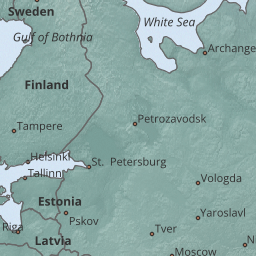 Sweden
White Sea
Gulf of Bothnia
Archange
Finland
Petrozavodsk
Tampere
Helsinki
St. Petersburg
Tallinn
Vologda
Estonia
Pskov
Yaroslavl
Riga
Tver
Latvia
N
Moscow